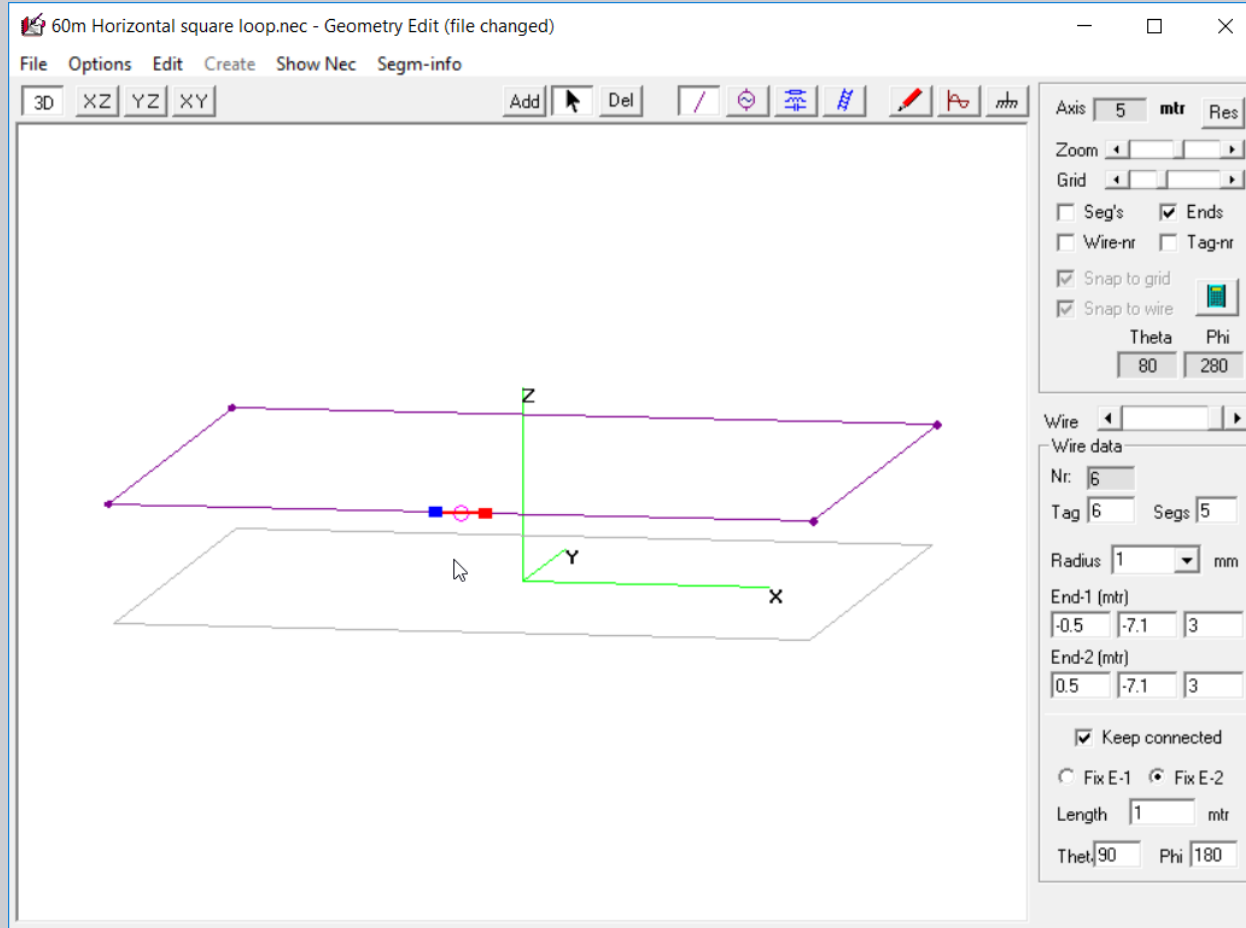 60m Horizontal square loop.nec - Geometry Edit (file changed)
File Options Edit Create Show Nec Segm-info
3D XZ YZ XY Add Del
Axis 5 mtr Res
Zoom
Grid
Seg's Ends
Wire-nr Tag-nr
Snap to grid
Snap to wire
Theta Phi
80 280
Z
Y
X
Wire
Wire data
Nr: 6
Tag 6 Segs 5
Radius 1 mm
End-1 (mtr)
-0.5 -7.1 3
End-2 (mtr)
0.5 -7.1 3
Keep connected
Fix E-1 Fix E-2
Length 1 mtr
Thet. 90 Phi 180